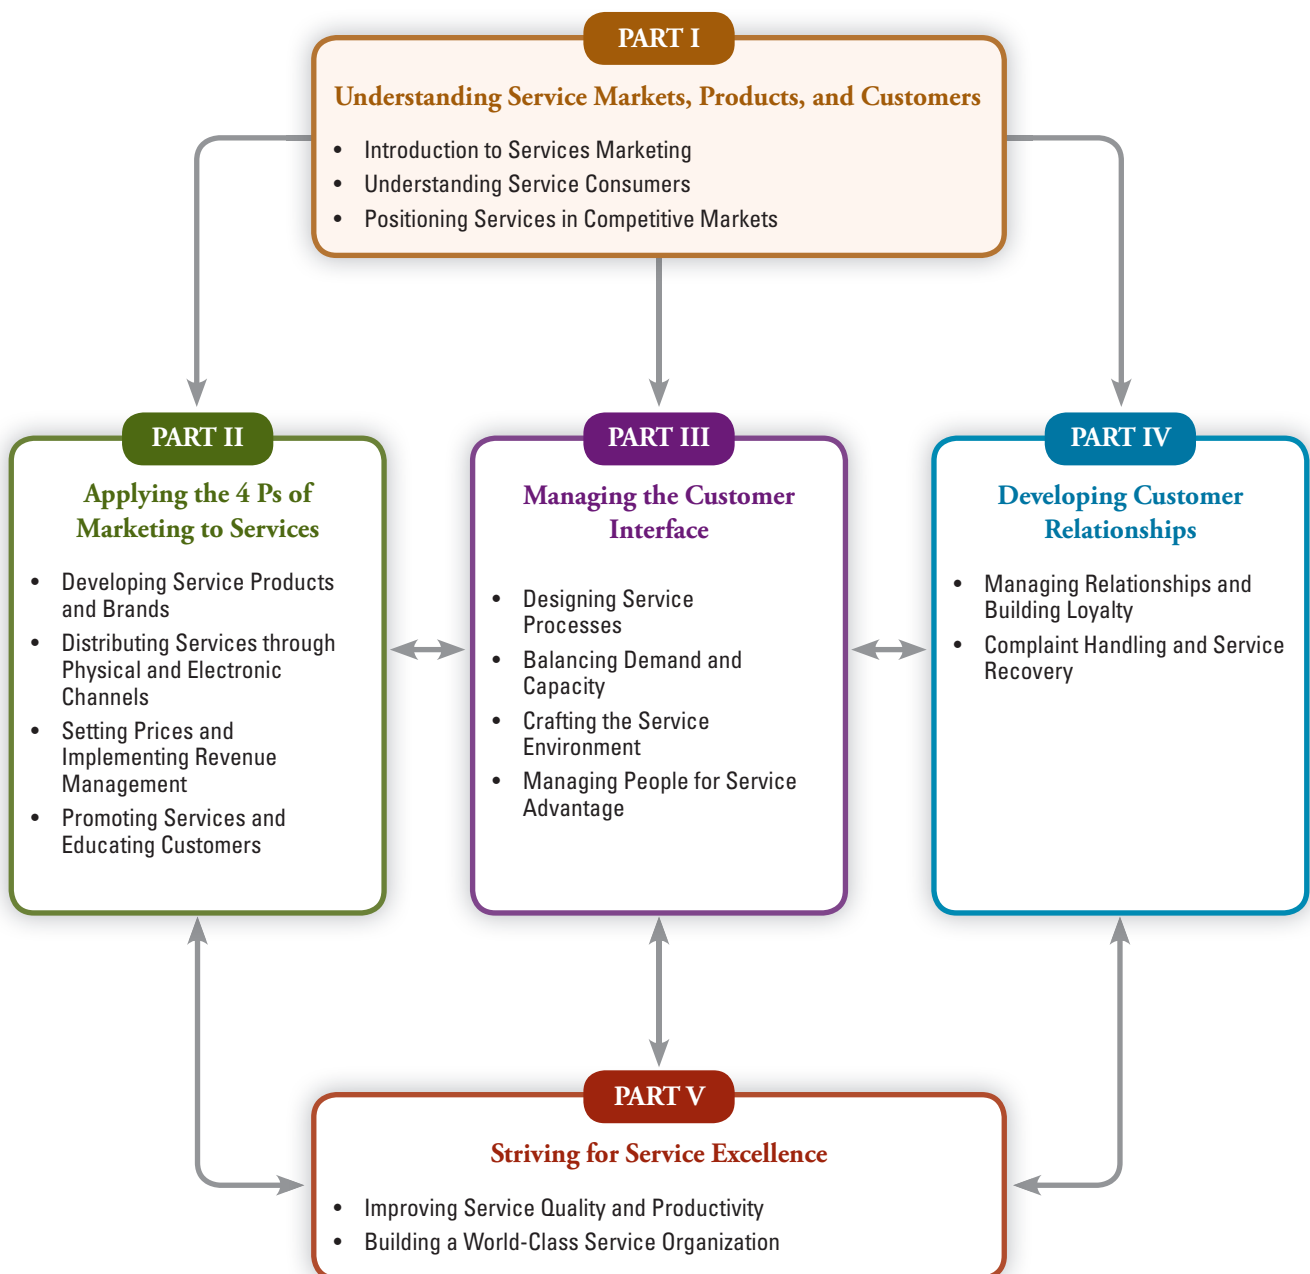 PART I
Understanding Service Markets, Products, and Customers
• Introduction to Services Marketing
• Understanding Service Consumers
• Positioning Services in Competitive Markets
PART II
Applying the 4 Ps of
Marketing to Services
• Developing Service Products
and Brands
• Distributing Services through
Physical and Electronic
Channels
• Setting Prices and
Implementing Revenue
Management
• Promoting Services and
Educating Customers
PART III
Managing the Customer
Interface
• Designing Service
Processes
• Balancing Demand and
Capacity
• Crafting the Service
Environment
• Managing People for Service
Advantage
PART IV
Developing Customer
Relationships
• Managing Relationships and
Building Loyalty
• Complaint Handling and Service
Recovery
PART V
Striving for Service Excellence
• Improving Service Quality and Productivity
• Building a World-Class Service Organization